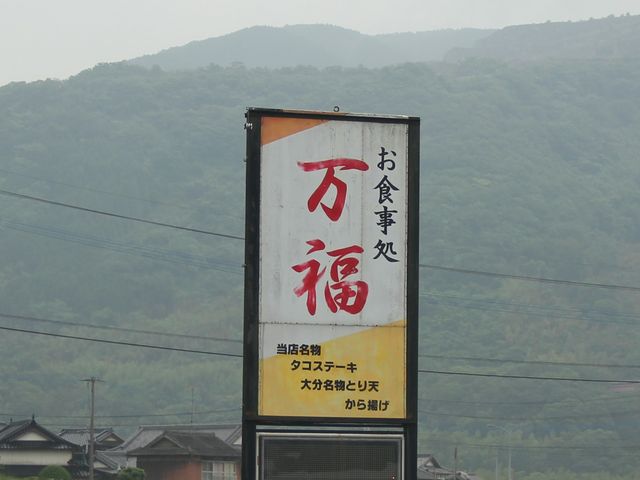 お食事処
万福
当店名物
タコステーキ
大分名物とり天
から揚げ